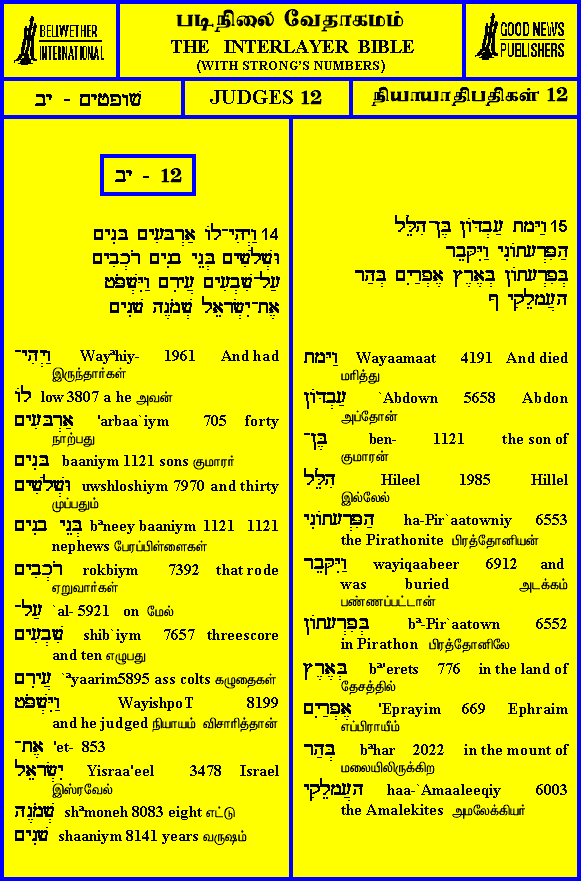 BELLWETHER
INTERNATIONAL
படிநிலை வேதாகமம்
THE INTERLAYER BIBLE
(WITH STRONG'S NUMBERS)
GOOD NEWS
PUBLISHERS
שופטים - יב
JUDGES 12
நியாயாதிபதிகள் 12
יב - 12
14 וַיְהִי־לוֹ אַרְבָּעִים בָּנִים
וּשְׁלֹשִׁים בְּנֵי בָנִים רֹכְבִים
עַל־שִׁבְעִים עֲיָרִם וַיִּשְׁפֹּט
אֶת־יִשְׂרָאֵל שְׁמֹנֶה שָׁנִים
וַיְהִי־ Wayªhiy- 1961 And had
இருந்தார்கள்
לוֹ low 3807 a he அவன்
אַרְבָּעִים 'arbaa`iym 705 forty
நாற்பது
בָּנִים baaniym 1121 sons குமாரர்
וּשְׁלֹשִׁים uwshloshiym 7970 and thirty
முப்பதும்
בְּנֵי בָנִים bªneey baaniym 1121 1121
nephews பேரப்பிள்ளைகள்
רֹכְבִים rokbiym 7392 that rode
ஏறுவார்கள்
עַל־ `al- 5921 on மேல்
שִׁבְעִים shib`iym 7657 threescore
and ten எழுபது
עֲיָרִם `ªyaarim5895 ass colts கழுதைகள்
וַיִּשְׁפֹּט WayishpoT 8199
and he judged நியாயம் விசாரித்தான்
אֶת־ 'et- 853
יִשְׂרָאֵל Yisraa'eel 3478 Israel
இஸ்ரவேல்
שְׁמֹנֶה shªmoneh 8083 eight எட்டு
שָׁנִים shaaniym 8141 years வருஷம்
15 וַיָּמָת עַבְדּוֹן בֶּן־הִלֵּל
הַפִּרְעָתוֹנִי וַיִּקָּבֵר
בְּפִרְעָתוֹן בְּאֶרֶץ אֶפְרַיִם בְּהַר
הָעֲמָלֵקִי ף
וַיָּמָת Wayaamaat 4191 And died
மரித்து
עַבְדּוֹן `Abdown 5658 Abdon
அப்தோன்
בֶּן־ ben- 1121 the son of
குமாரன்
הִלֵּל Hileel 1985 Hillel
இல்லேல்
הַפִּרְעָתוֹנִי ha-Pir`aatowniy 6553
the Pirathonite பிரத்தோனியன்
וַיִּקָּבֵר wayiqaabeer 6912 and
was buried அடக்கம்
பண்ணப்பட்டான்
בְּפִרְעָתוֹן bª-Pir`aatown 6552
in Pirathon பிரத்தோனிலே
בְּאֶרֶץ bª'erets 776 in the land of
தேசத்தில்
אֶפְרַיִם 'Eprayim 669 Ephraim
எப்பிராயீம்
בְּהַר bªhar 2022 in the mount of
மலையிலிருக்கிற
הָעֲמָלֵקִי haa-`Amaaleeqiy 6003
the Amalekites அமலேக்கியர்